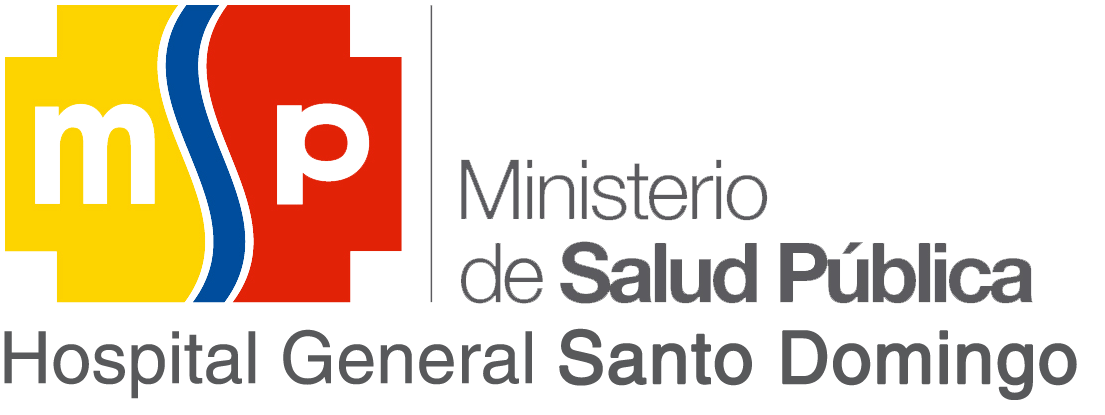 msp
Ministerio
de Salud Pública
Hospital General Santo Domingo